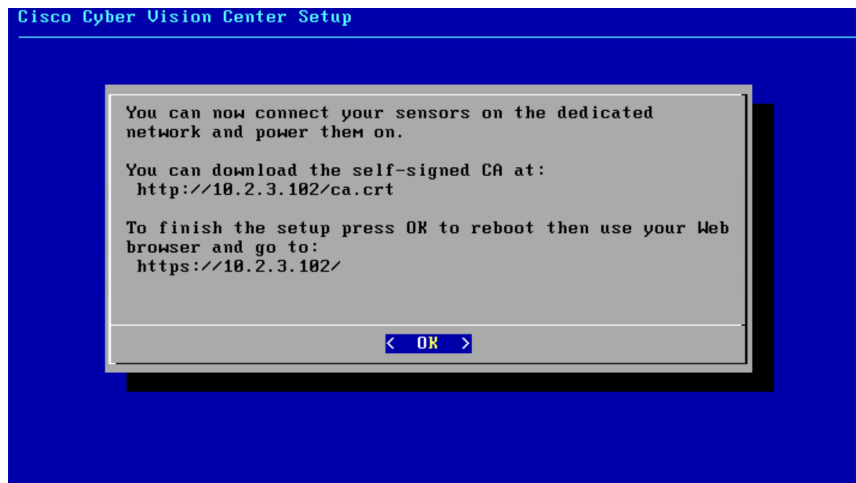 Cisco Cyber Vision Center Setup
You can now connect your sensors on the dedicated
network and power them on.
You can download the self-signed CA at:
http://10.2.3.102/ca.crt
To finish the setup press OK to reboot then use your Web
browser and go to:
https://10.2.3.102/
< OK >